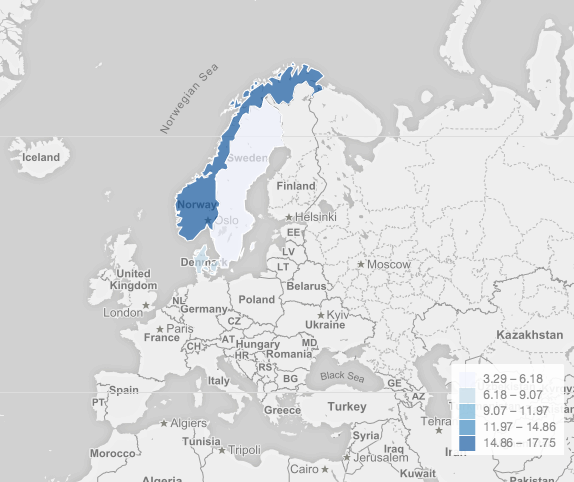 Norwegian Sea
Iceland
Sweden
Finland
Norway
Oslo
Helsinki
EE
LV
Denmark
LT
Moscow
United
Kingdom
Belarus
London
NL
Germany
Poland
Paris
France
CZ
Kyiv
Ukraine
Kazakhstan
CH
AT
Hungary
MD
HR
Romania
RS
Italy
BG
Black Sea
GE
AZ
PT
Spain
Greece
Turkey
Algiers
Tunisia
Tripoli
Syria
Iraq
Morocco
Cairo
Jerusalem
Kuwait
Algeria
Pakistan
3.29 – 6.18
6.18 – 9.07
9.07 – 11.97
11.97 – 14.86
14.86 – 17.75